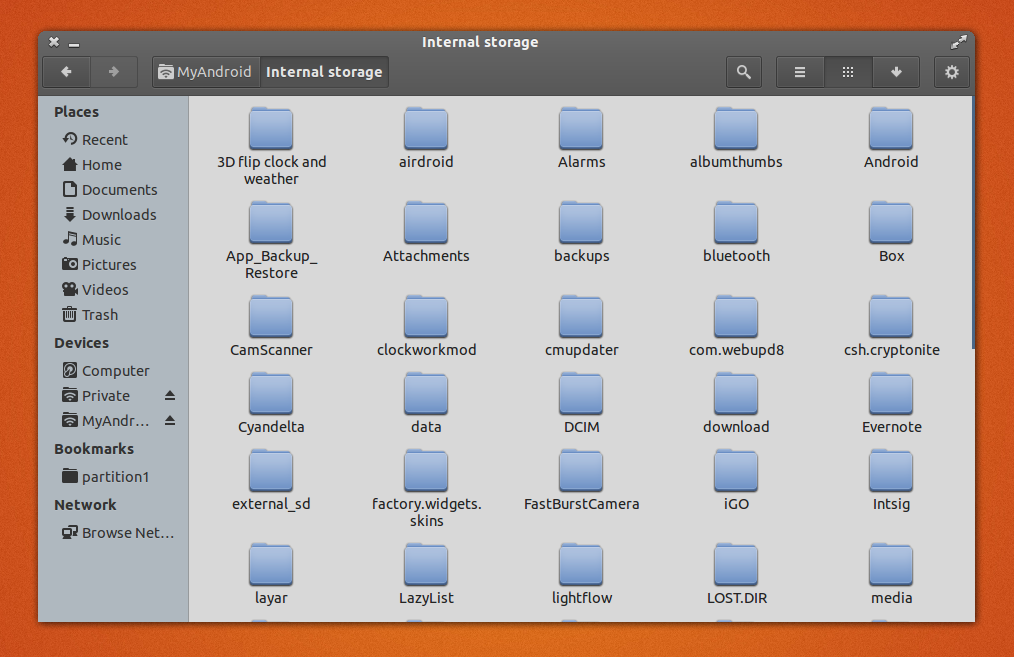 Internal storage
MyAndroid Internal storage
Places
Recent
Home
Documents
Downloads
Music
Pictures
Videos
Trash
Devices
Computer
Private
MyAndr...
Bookmarks
partition1
Network
Browse Net...
3D flip clock and
weather
airdroid
Alarms
albumthumbs
Android
App_Backup_
Restore
Attachments
backups
bluetooth
Box
CamScanner
clockworkmod
cmupdater
com.webupd8
csh.cryptonite
Cyandelta
data
DCIM
download
Evernote
external_sd
factory.widgets.
skins
FastBurstCamera
iGO
Intsig
layar
LazyList
lightflow
LOST.DIR
media